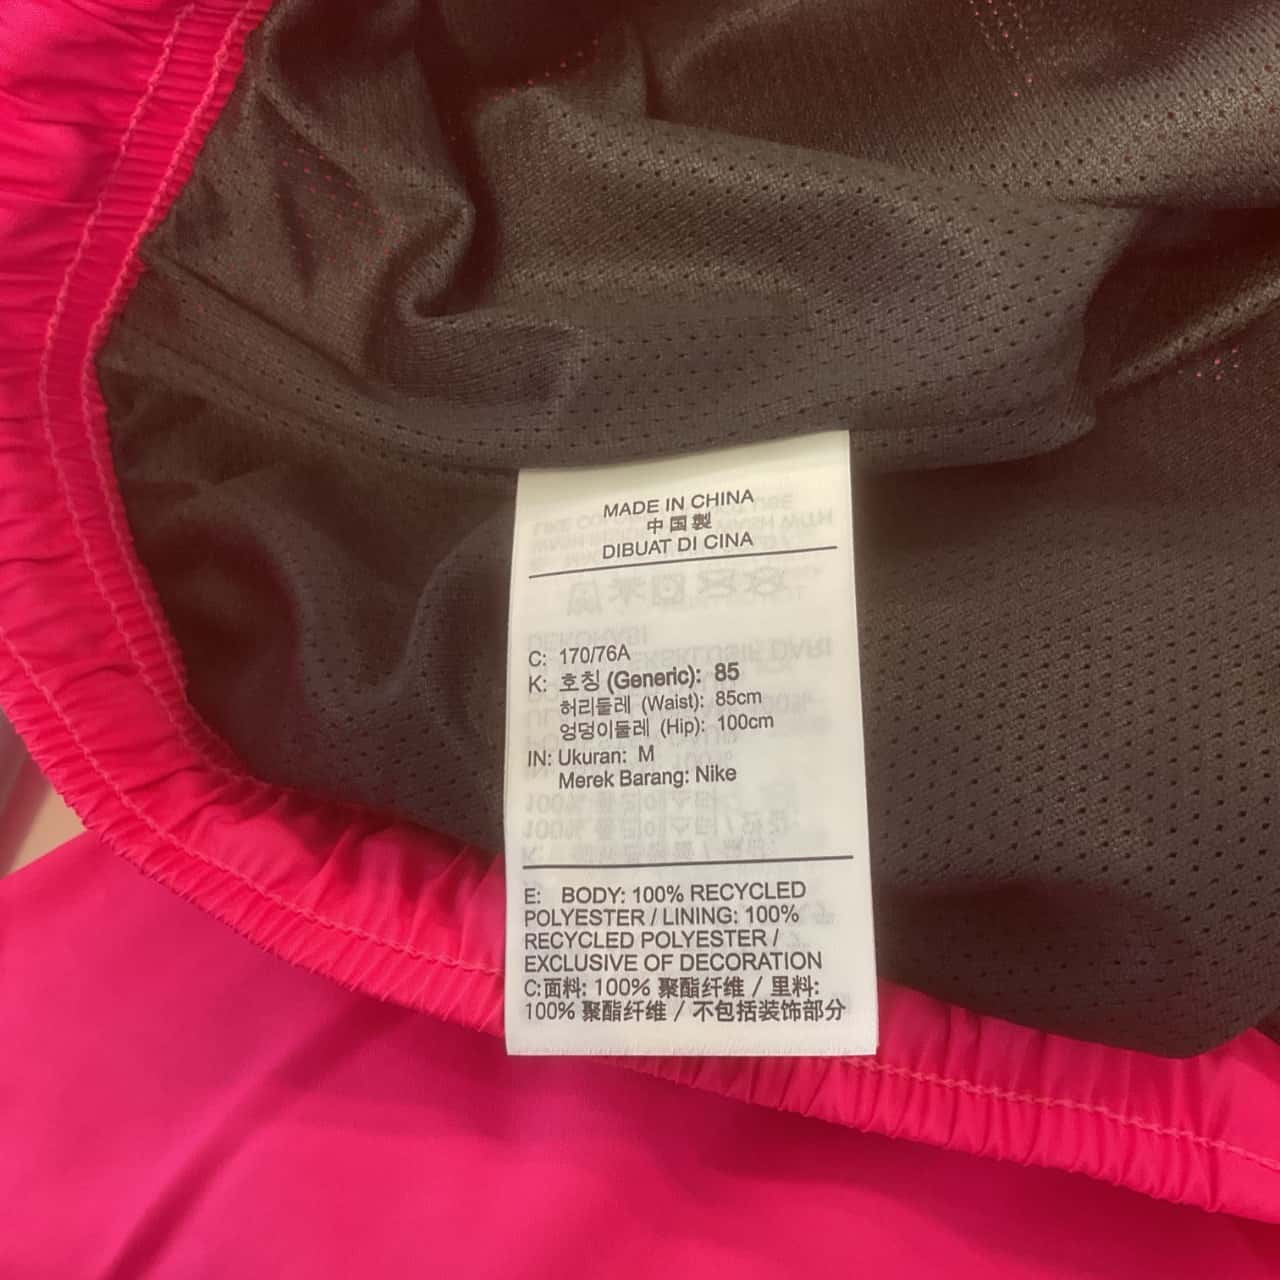 MADE IN CHINA
中国製
DIBUAT DI CINA
C: 170/76A
K: 호칭 (Generic): 85
허리둘레 (Waist): 85cm
엉덩이둘레 (Hip): 100cm
IN: Ukuran: M
Merek Barang: Nike
E: BODY: 100% RECYCLED
POLYESTER / LINING: 100%
RECYCLED POLYESTER /
EXCLUSIVE OF DECORATION
C:面料: 100% 聚酯纤维 / 里料:
100% 聚酯纤维 / 不包括装饰部分